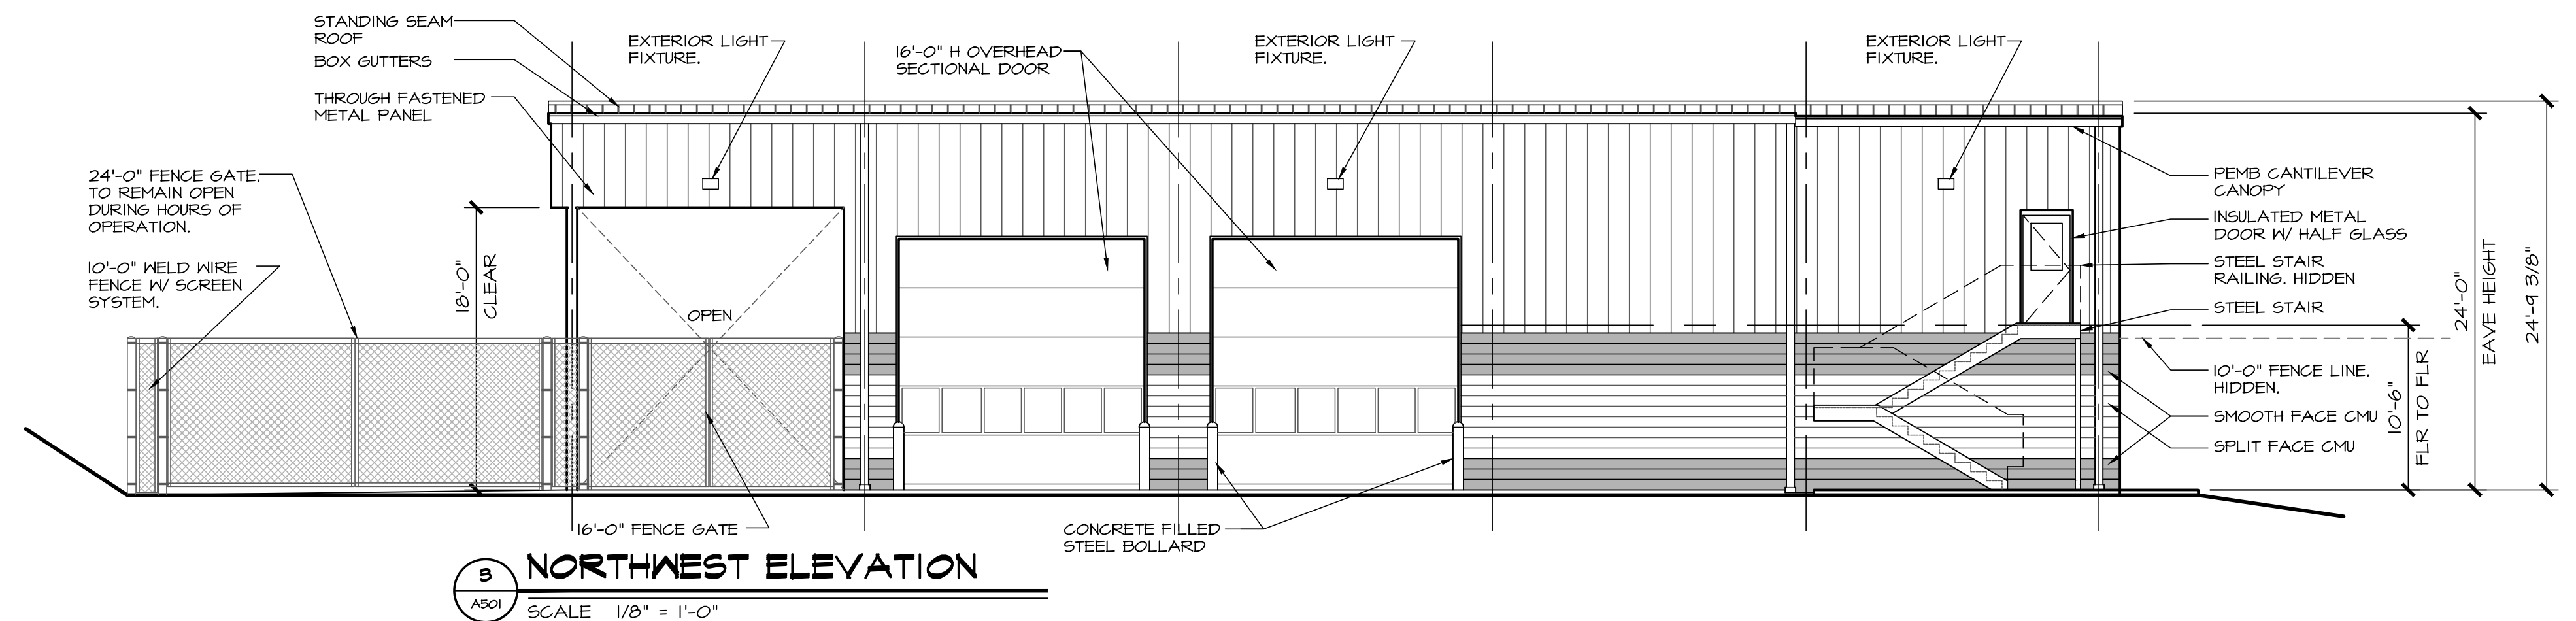 STANDING SEAM
ROOF
BOX GUTTERS
THROUGH FASTENED
METAL PANEL
EXTERIOR LIGHT
FIXTURE.
16'-0" H OVERHEAD
SECTIONAL DOOR
EXTERIOR LIGHT
FIXTURE.
EXTERIOR LIGHT
FIXTURE.
24'-0" FENCE GATE.
TO REMAIN OPEN
DURING HOURS OF
OPERATION.
10'-0" WELD WIRE
FENCE W/ SCREEN
SYSTEM.
18'-0"
CLEAR
OPEN
PEMB CANTILEVER
CANOPY
INSULATED METAL
DOOR W/ HALF GLASS
STEEL STAIR
RAILING. HIDDEN
STEEL STAIR
10'-0" FENCE LINE.
HIDDEN.
SMOOTH FACE CMU
SPLIT FACE CMU
10'-6"
FLR TO FLR
24'-0"
EAVE HEIGHT
24'-9 3/8"
16'-0" FENCE GATE
CONCRETE FILLED
STEEL BOLLARD
3
A501
NORTHWEST ELEVATION
SCALE 1/8" = 1'-0"